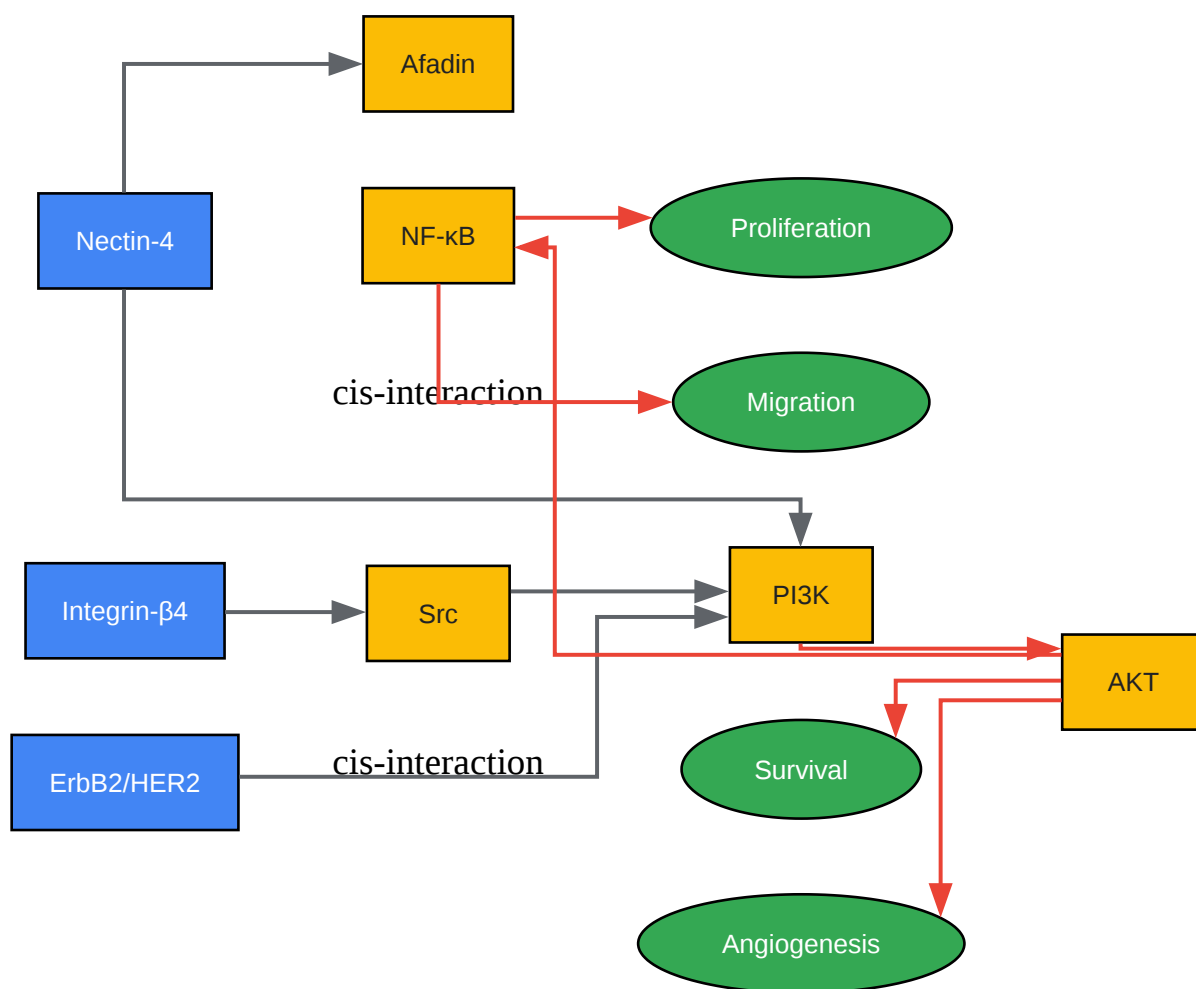 Afadin
Nectin-4
NF-κB
Proliferation
cis-interaction
Migration
Integrin-β4
Src
PI3K
AKT
ErbB2/HER2
cis-interaction
Survival
Angiogenesis